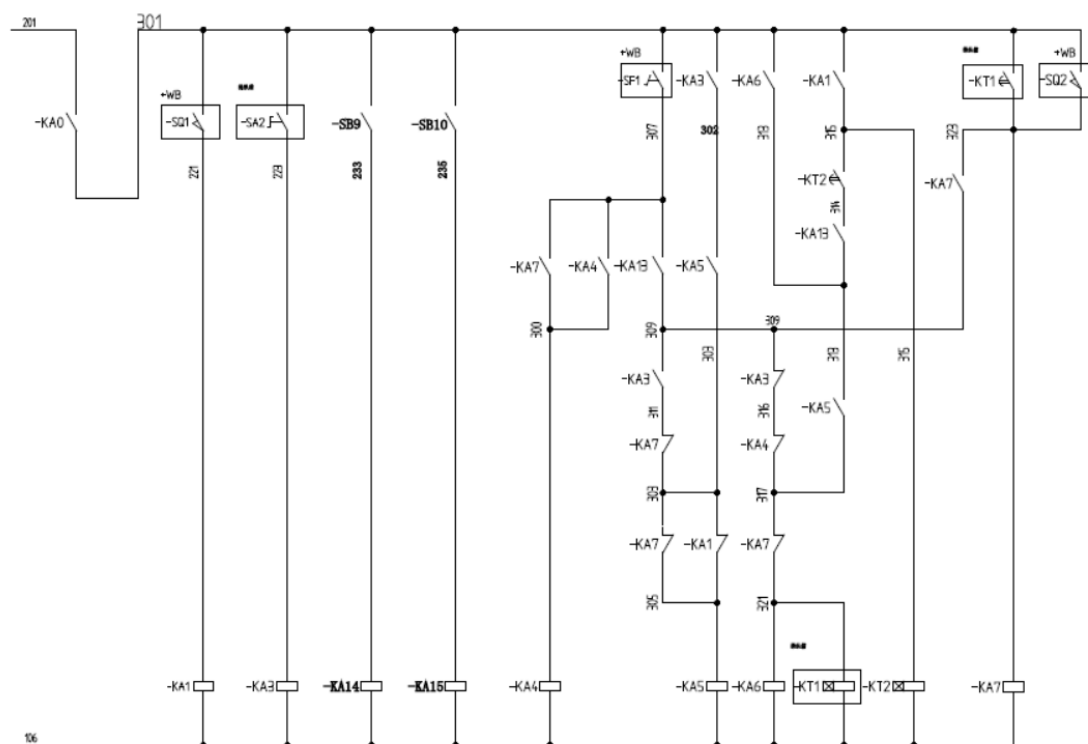 201
301
+WB
+WB
+WB
-SF1
-KA3
-KA6
-KA1
-KT1
-SQ2
-KA0
-SQ1
-SA2
-SB9
-SB10
307
302
313
315
323
221
223
233
235
-KT2
-KA7
314
-KA13
-KA7
-KA4
-KA13
-KA5
309
300
309
303
313
315
-KA3
-KA3
311
316
-KA5
-KA7
-KA4
303
317
-KA7
-KA1
-KA7
305
321
-KA1
-KA3
-KA14
-KA15
-KA4
-KA5
-KA6
-KT1
-KT2
-KA7
106